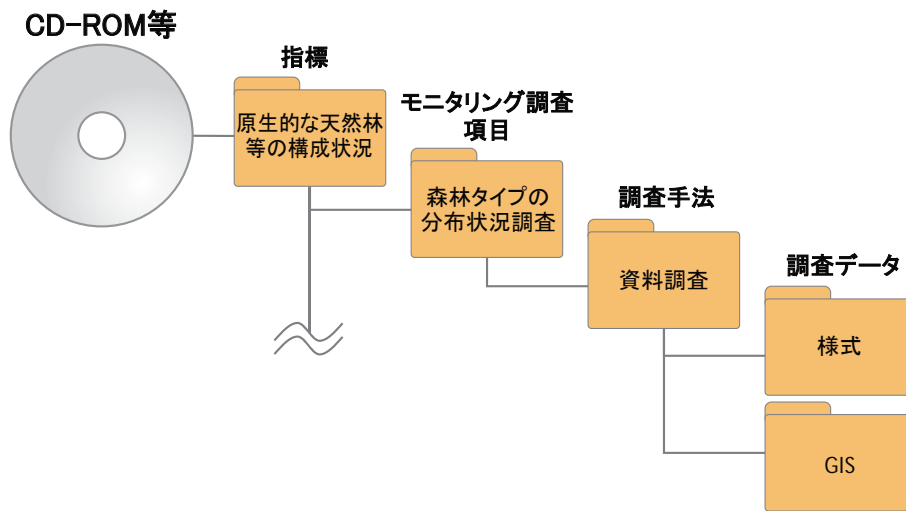 CD-ROM等
指標
原生的な天然林
等の構成状況
モニタリング調査
項目
森林タイプの
分布状況調査
調査手法
資料調査
調査データ
様式
GIS